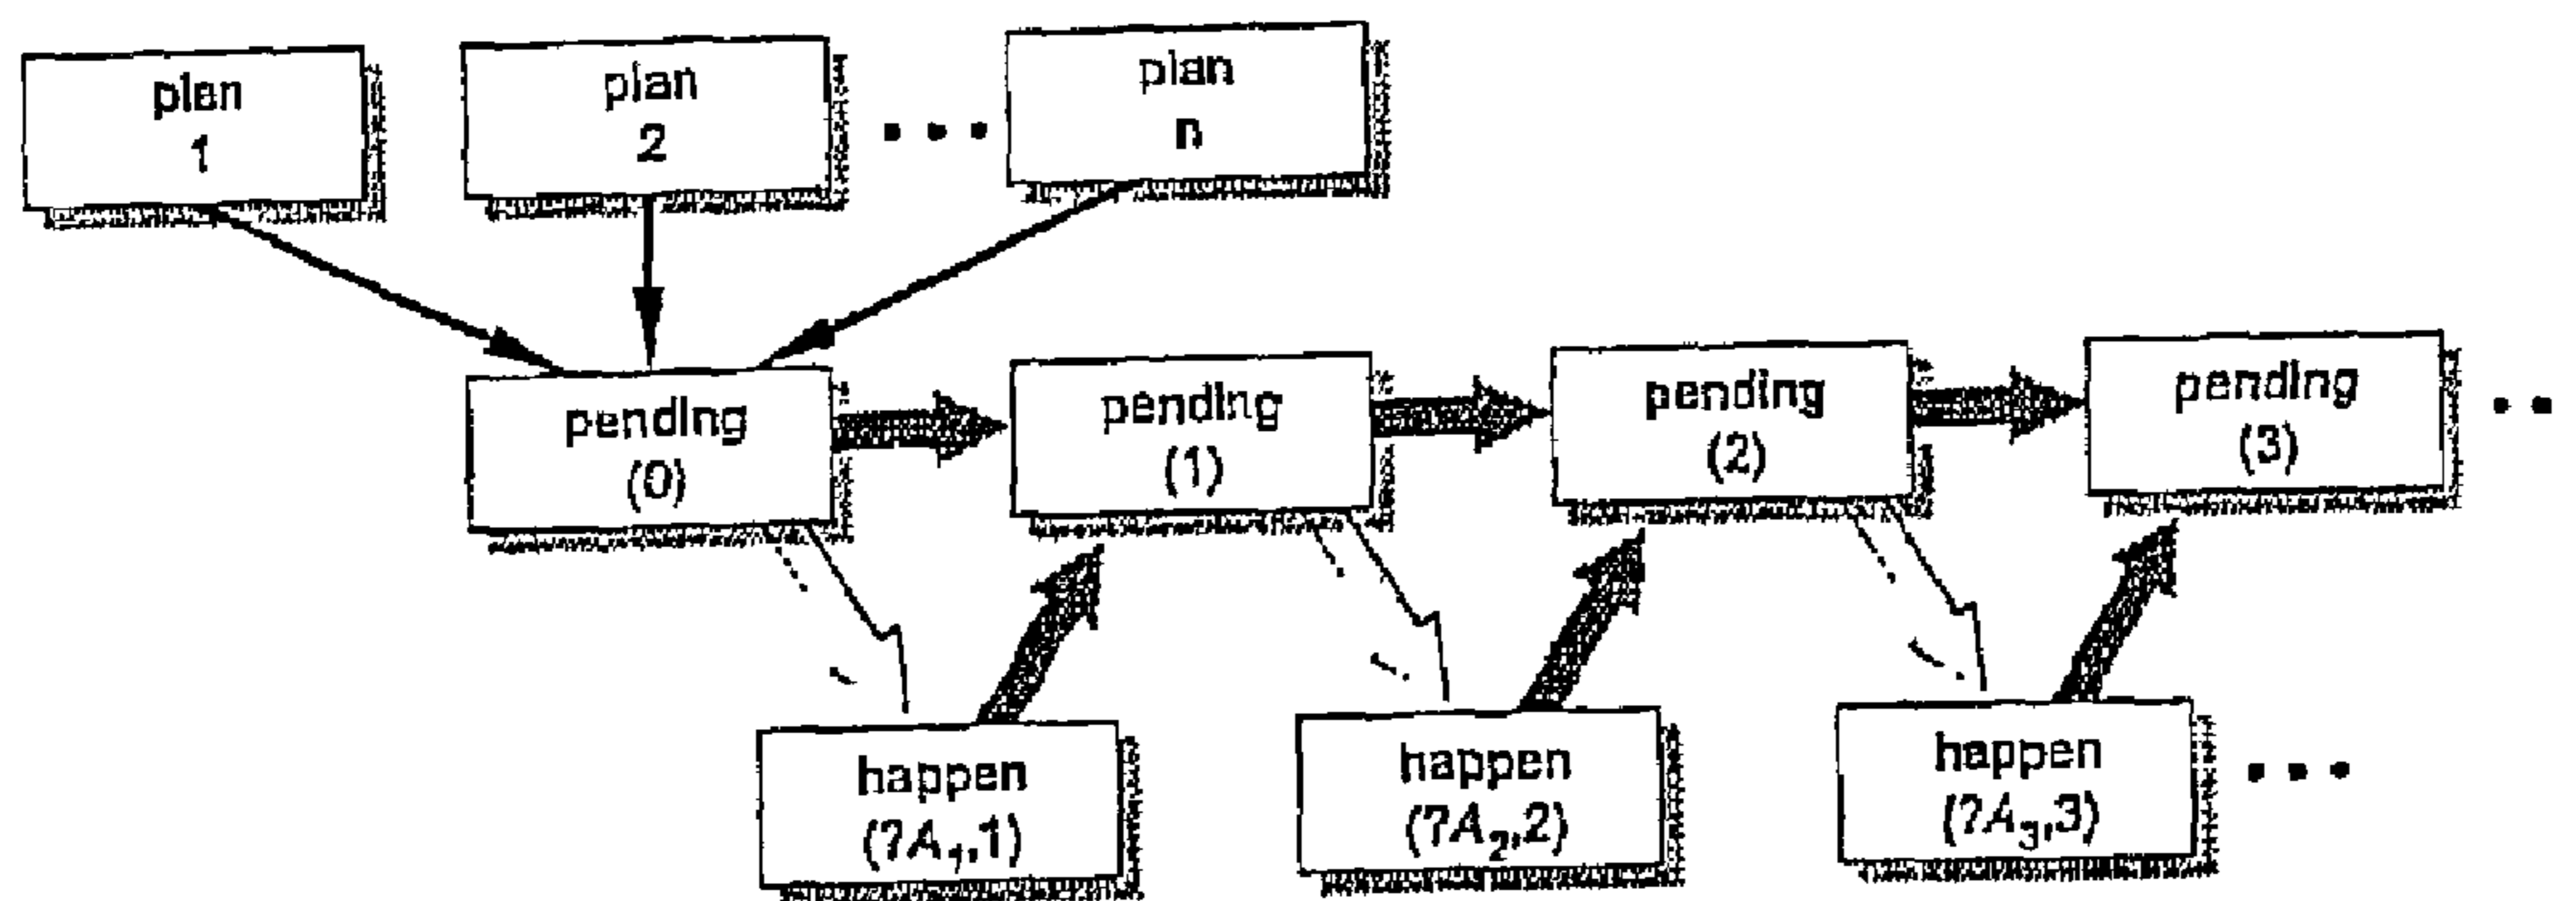 plan
1
plan
2
plan
n
pending
(0)
pending
(1)
pending
(2)
pending
(3)
happen
(?A₁,1)
happen
(?A₂,2)
happen
(?A₃,3)